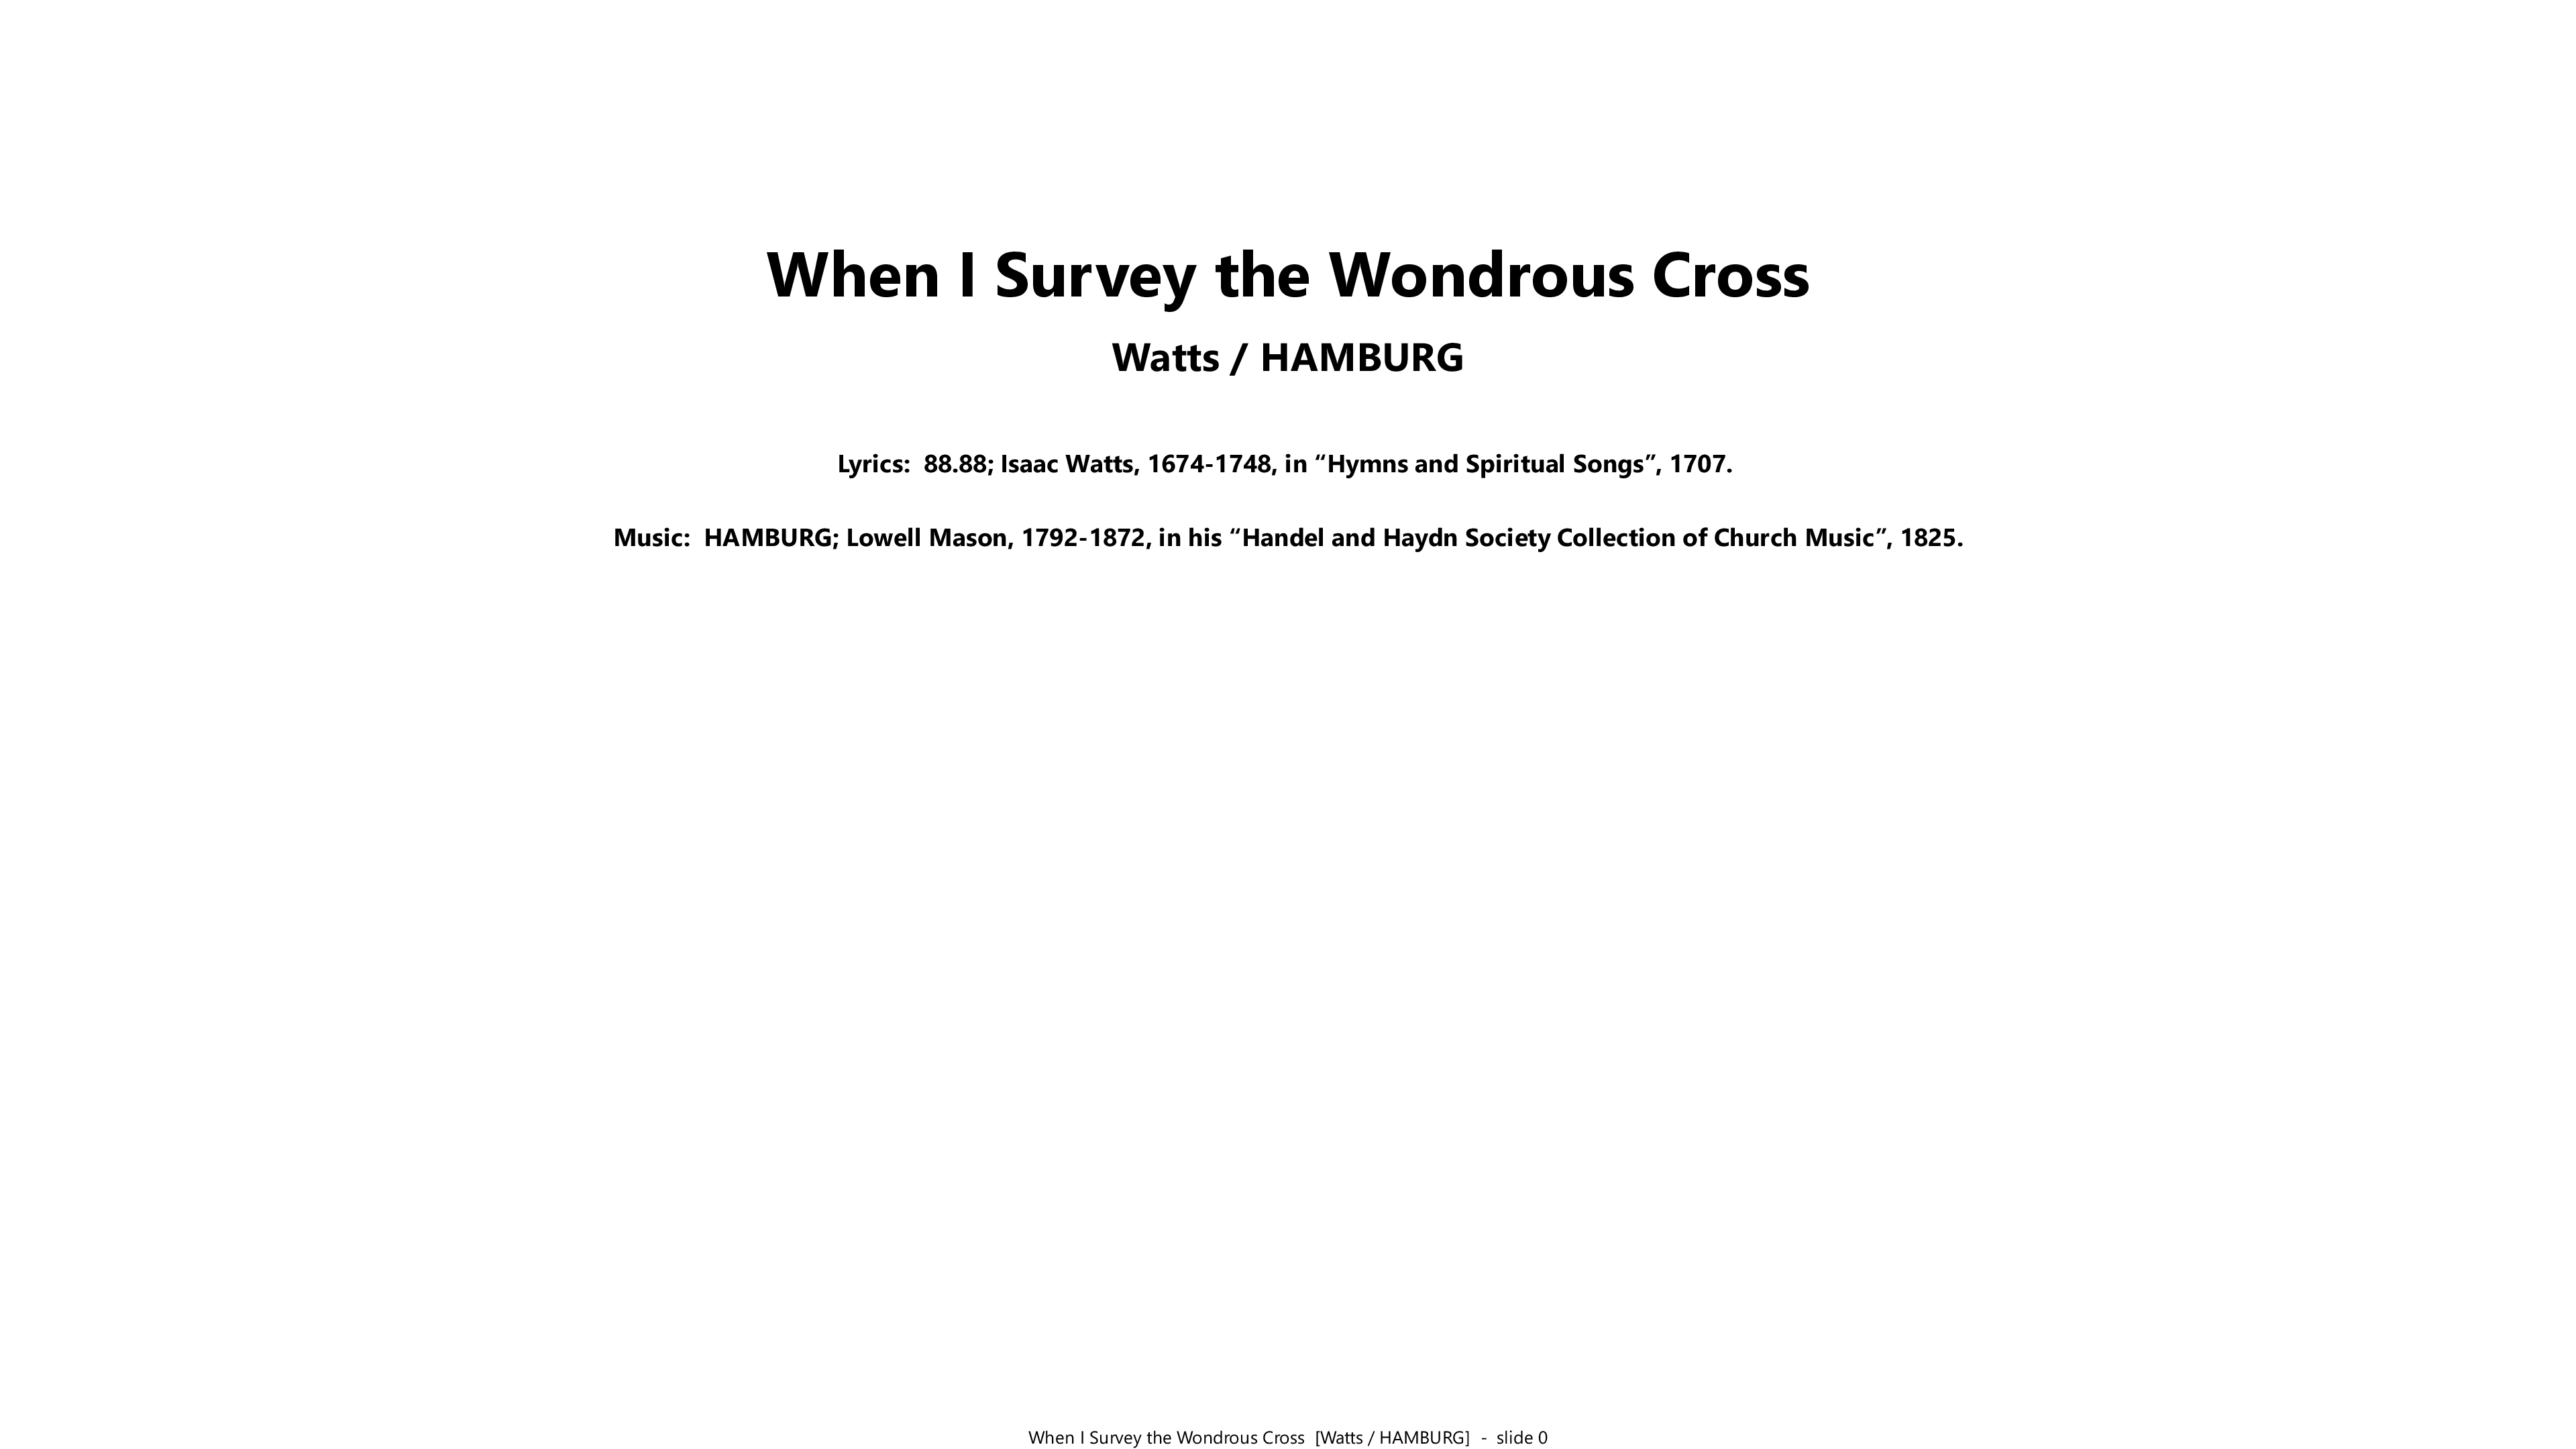 When I Survey the Wondrous Cross
Watts / HAMBURG
Lyrics:  88.88; Isaac Watts, 1674-1748, in “Hymns and Spiritual Songs”, 1707.
Music:  HAMBURG; Lowell Mason, 1792-1872, in his “Handel and Haydn Society Collection of Church Music”, 1825.
When I Survey the Wondrous Cross  [Watts / HAMBURG]  -  slide 0